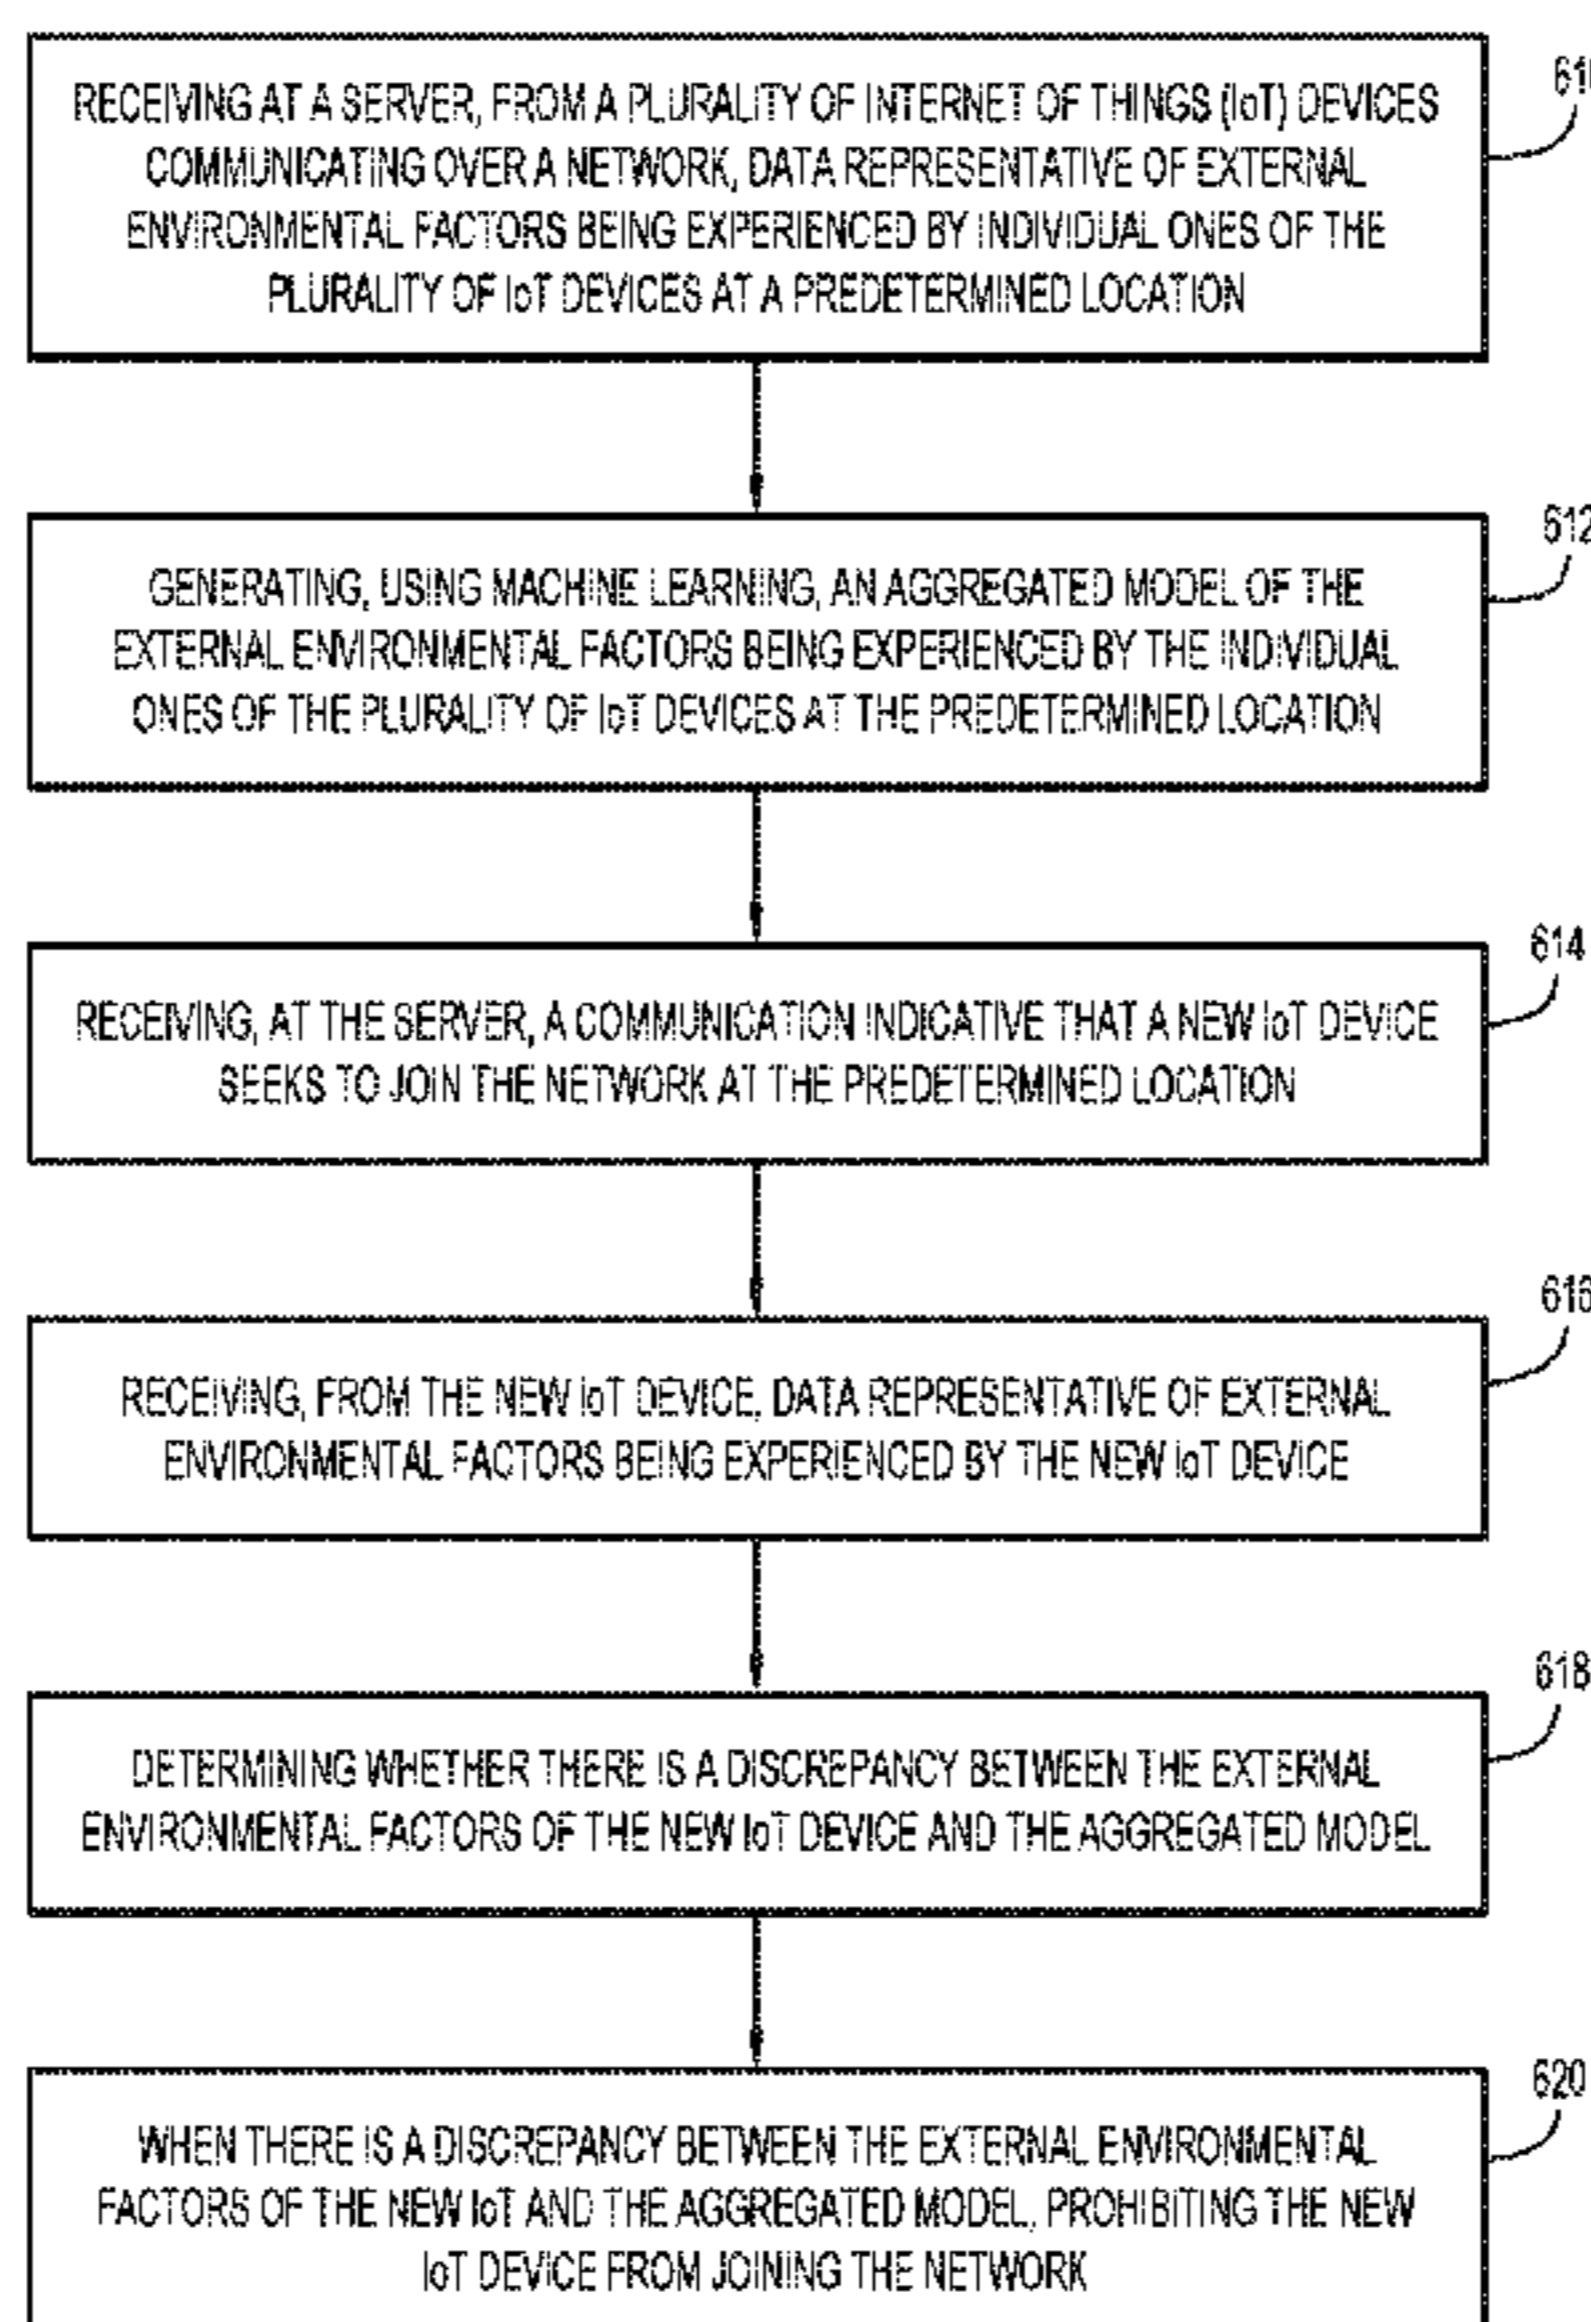 RECEIVING AT A SERVER, FROM A PLURALITY OF INTERNET OF THINGS (IoT) DEVICES
COMMUNICATING OVER A NETWORK, DATA REPRESENTATIVE OF EXTERNAL
ENVIRONMENTAL FACTORS BEING EXPERIENCED BY INDIVIDUAL ONES OF THE
PLURALITY OF IoT DEVICES AT A PREDETERMINED LOCATION
610
GENERATING, USING MACHINE LEARNING, AN AGGREGATED MODEL OF THE
EXTERNAL ENVIRONMENTAL FACTORS BEING EXPERIENCED BY THE INDIVIDUAL
ONES OF THE PLURALITY OF IoT DEVICES AT THE PREDETERMINED LOCATION
612
RECEIVING, AT THE SERVER, A COMMUNICATION INDICATIVE THAT A NEW IoT DEVICE
SEEKS TO JOIN THE NETWORK AT THE PREDETERMINED LOCATION
614
RECEIVING, FROM THE NEW IoT DEVICE, DATA REPRESENTATIVE OF EXTERNAL
ENVIRONMENTAL FACTORS BEING EXPERIENCED BY THE NEW IoT DEVICE
616
DETERMINING WHETHER THERE IS A DISCREPANCY BETWEEN THE EXTERNAL
ENVIRONMENTAL FACTORS OF THE NEW IoT DEVICE AND THE AGGREGATED MODEL
618
WHEN THERE IS A DISCREPANCY BETWEEN THE EXTERNAL ENVIRONMENTAL
FACTORS OF THE NEW IoT AND THE AGGREGATED MODEL, PROHIBITING THE NEW
IoT DEVICE FROM JOINING THE NETWORK
620